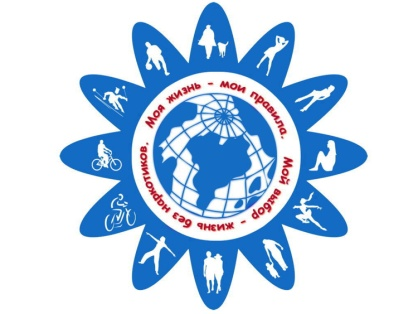 Моя жизнь – мои правила. Мой выбор – жизнь без наркотиков.